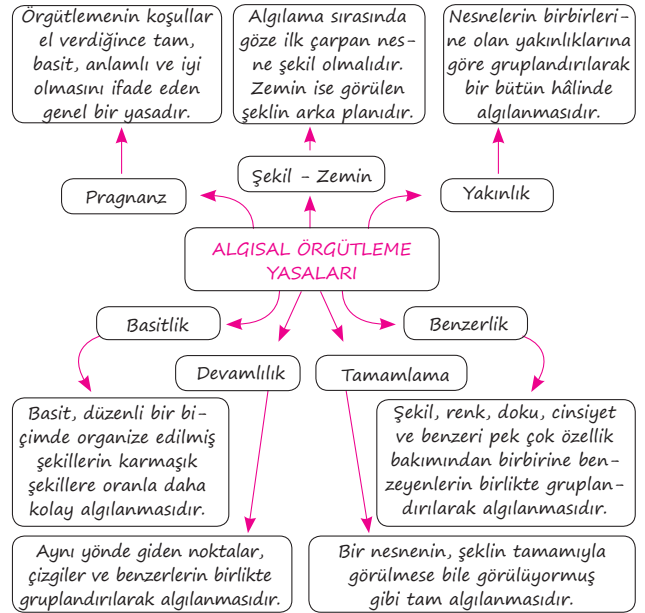 Örgütlemenin koşullar
el verdiğince tam,
basit, anlamlı ve iyi
olmasını ifade eden
genel bir yasadır.
Algılama sırasında
göze ilk çarpan nes-
ne şekil olmalıdır.
Zemin ise görülen
şeklin arka planıdır.
Nesnelerin birbirleri-
ne olan yakınlıklarına
göre gruplandırılarak
bir bütün hâlinde
algılanmasıdır.
Pragnanz
Şekil - Zemin
Yakınlık
ALGISAL ÖRGÜTLEME
YASALARI
Basitlik
Benzerlik
Devamlılık
Tamamlama
Basit, düzenli bir bi-
çimde organize edilmiş
şekillerin karmaşık
şekillere oranla daha
kolay algılanmasıdır.
Şekil, renk, doku, cinsiyet
ve benzeri pek çok özellik
bakımından birbirine ben-
zeyenlerin birlikte gruplan-
dırılarak algılanmasıdır.
Aynı yönde giden noktalar,
çizgiler ve benzerlerin birlikte
gruplandırılarak algılanmasıdır.
Bir nesnenin, şeklin tamamıyla
görülmese bile görülüyormuş
gibi tam algılanmasıdır.